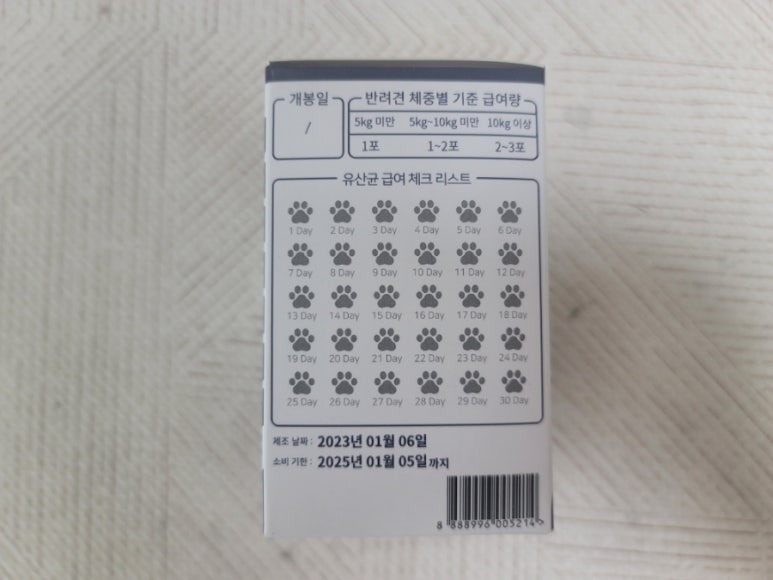 개봉일
/
반려견 체중별 기준 급여량
5kg 미만 5kg~10kg 미만 10kg 이상
1포 1~2포 2~3포
유산균 급여 체크 리스트
1 Day 2 Day 3 Day 4 Day 5 Day 6 Day
7 Day 8 Day 9 Day 10 Day 11 Day 12 Day
13 Day 14 Day 15 Day 16 Day 17 Day 18 Day
19 Day 20 Day 21 Day 22 Day 23 Day 24 Day
25 Day 26 Day 27 Day 28 Day 29 Day 30 Day
제조 날짜 : 2023년 01월 06일
소비 기한 : 2025년 01월 05일까지
8 888996 005214 >